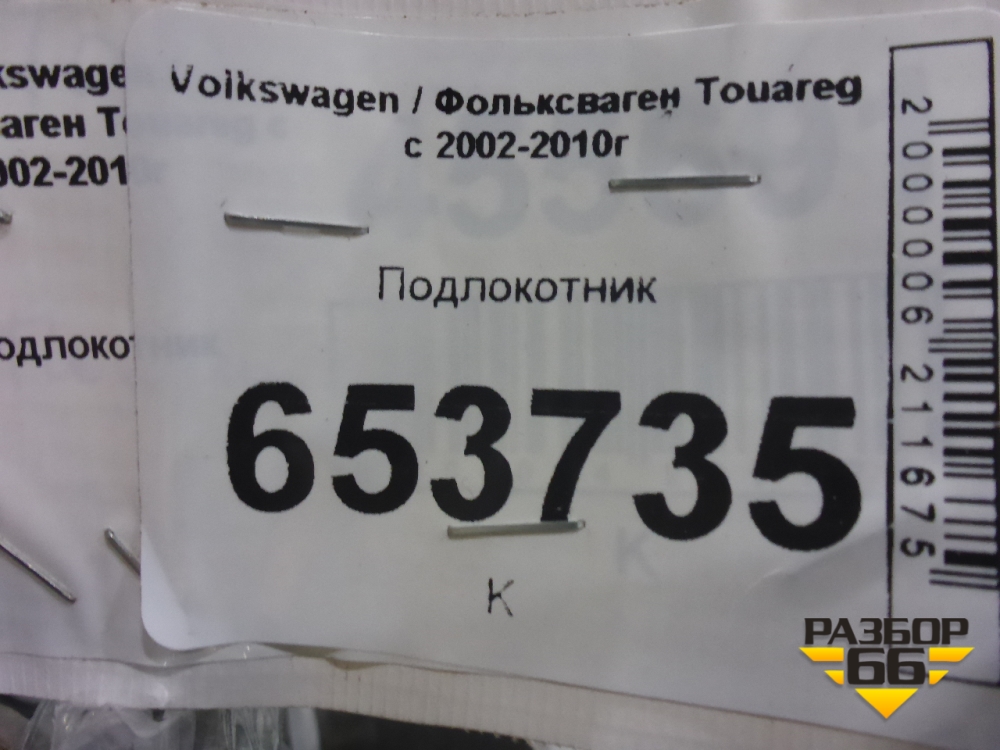 Volkswagen / Фольксваген Touareg
с 2002-2010г
Подлокотник
653735
К
2000006211675
РАЗБОР
66